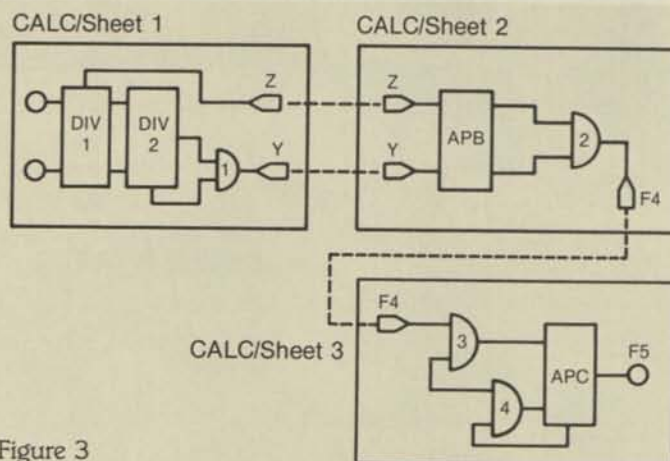 CALC/Sheet 1
CALC/Sheet 2
Z
Z
DIV
1
DIV
2
1
Y
Y
APB
2
F4
F4
CALC/Sheet 3
3
4
APC
F5
Figure 3